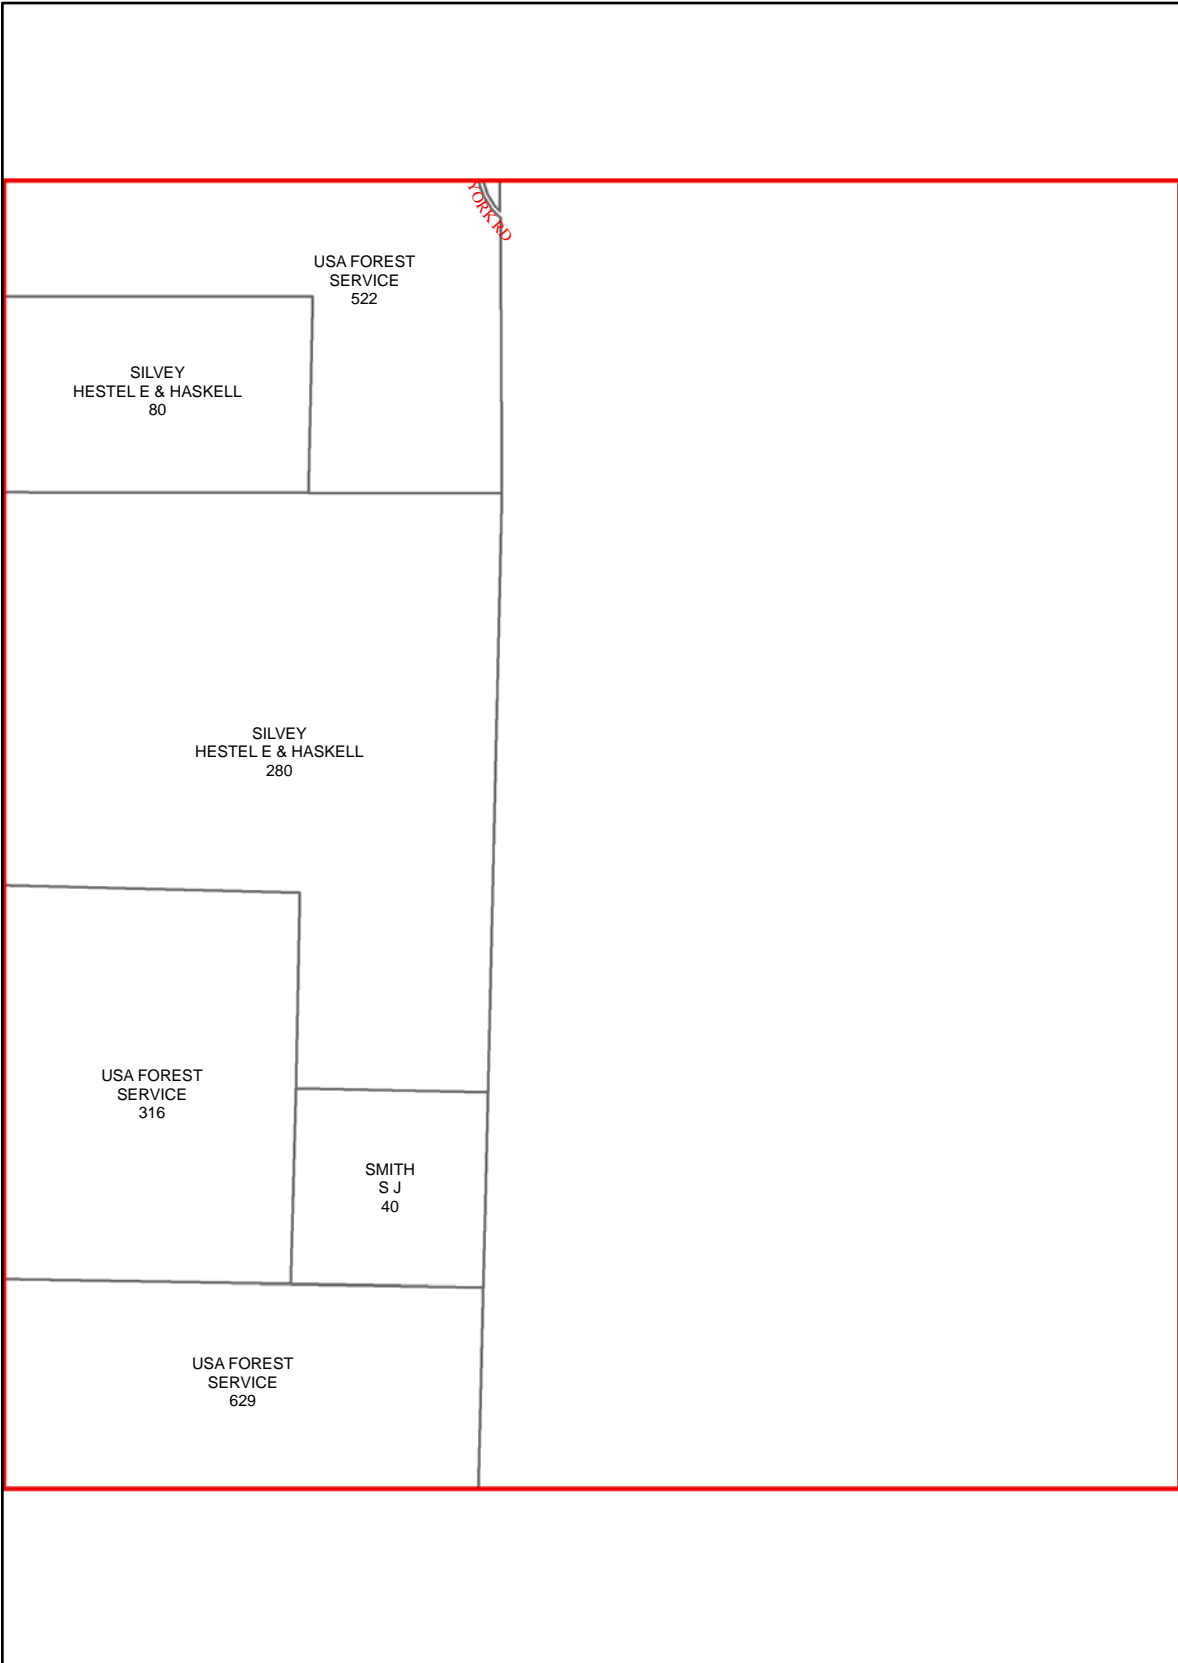 YORK RD
USA FOREST
SERVICE
522
SILVEY
HESTEL E & HASKELL
80
SILVEY
HESTEL E & HASKELL
280
USA FOREST
SERVICE
316
SMITH
S J
40
USA FOREST
SERVICE
629